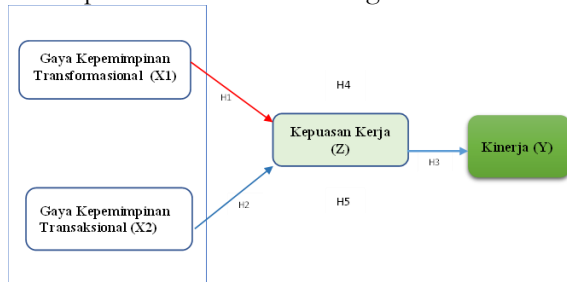 Gaya Kepemimpinan
Transformasional (X1)
H1
H4
Kepuasan Kerja
(Z)
H3
Kinerja (Y)
Gaya Kepemimpinan
Transaksional (X2)
H2
H5